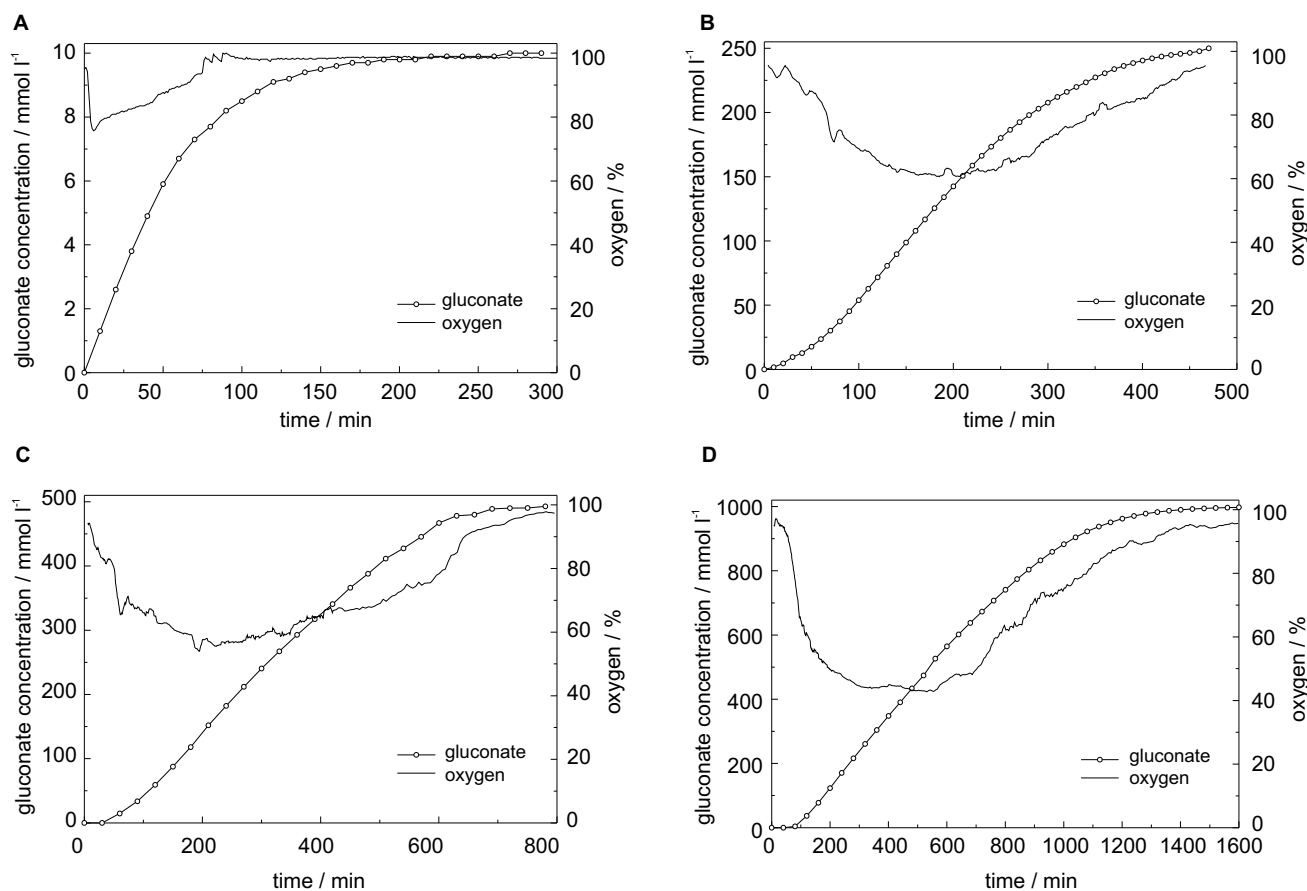 A
gluconate concentration / mmol l-1
10
8
6
4
2
0
100
80
60
40
20
0
oxygen / %
gluconate
oxygen
0 50 100 150 200 250 300
time / min
B
gluconate concentration / mmol l-1
250
225
200
150
100
50
0
100
80
60
40
20
0
oxygen / %
gluconate
oxygen
0 100 200 300 400 500
time / min
C
gluconate concentration / mmol l-1
500
400
300
200
100
0
100
80
60
40
20
0
oxygen / %
gluconate
oxygen
0 200 400 600 800
time / min
D
gluconate concentration / mmol l-1
1000
800
600
400
200
0
100
80
60
40
20
0
oxygen / %
gluconate
oxygen
0 200 400 600 800 1000 1200 1400 1600
time / min